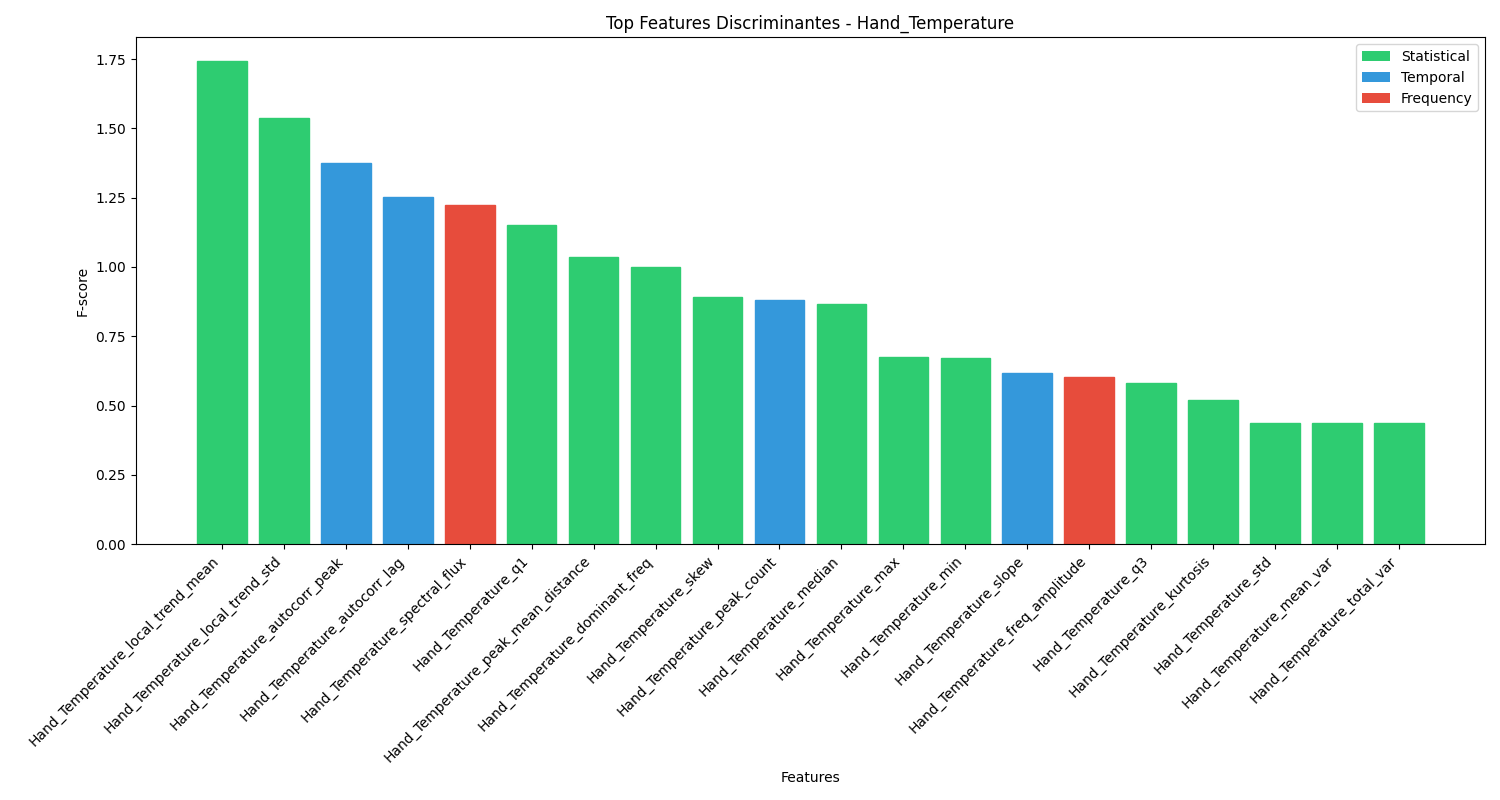 Top Features Discriminantes - Hand_Temperature
Statistical
Temporal
Frequency
F-score
1.75
1.50
1.25
1.00
0.75
0.50
0.25
0.00
Hand_Temperature_local_trend_mean
Hand_Temperature_local_trend_std
Hand_Temperature_autocorr_peak
Hand_Temperature_autocorr_lag
Hand_Temperature_spectral_flux
Hand_Temperature_q1
Hand_Temperature_peak_mean_distance
Hand_Temperature_dominant_freq
Hand_Temperature_skew
Hand_Temperature_peak_count
Hand_Temperature_median
Hand_Temperature_max
Hand_Temperature_min
Hand_Temperature_slope
Hand_Temperature_freq_amplitude
Hand_Temperature_q3
Hand_Temperature_kurtosis
Hand_Temperature_std
Hand_Temperature_mean_var
Hand_Temperature_total_var
Features